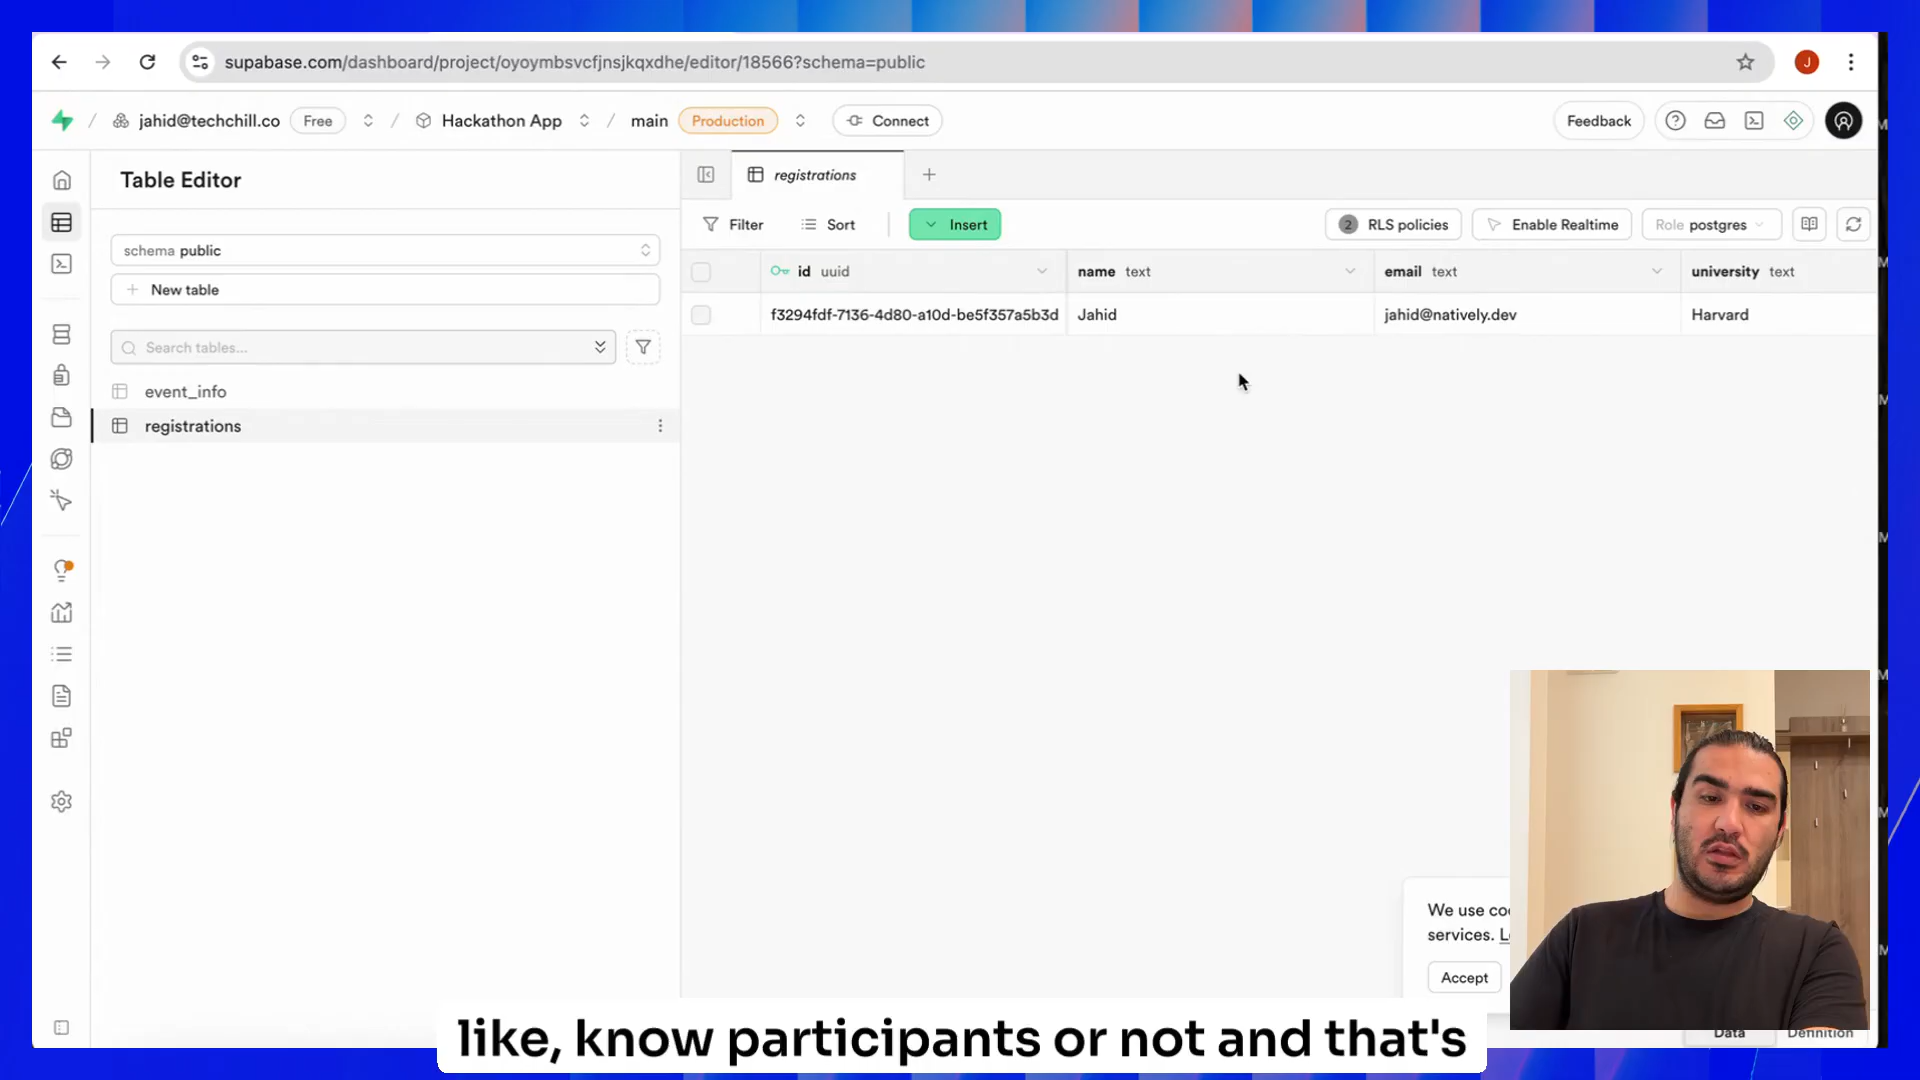 supabase.com/dashboard/project/oyoymbsvcfjnsjkqxdhe/editor/18566?schema=public
J
/ jahid@techchill.co Free / Hackathon App / main Production Connect
Feedback
Table Editor
registrations
schema public
New table
Filter Sort Insert
2 RLS policies Enable Realtime Role postgres
id uuid name text email text university text
f3294fdf-7136-4d80-a10d-be5f357a5b3d Jahid jahid@natively.dev Harvard
Search tables...
event_info
registrations
We use
services.
Accept
Data Definition
like, know participants or not and that's